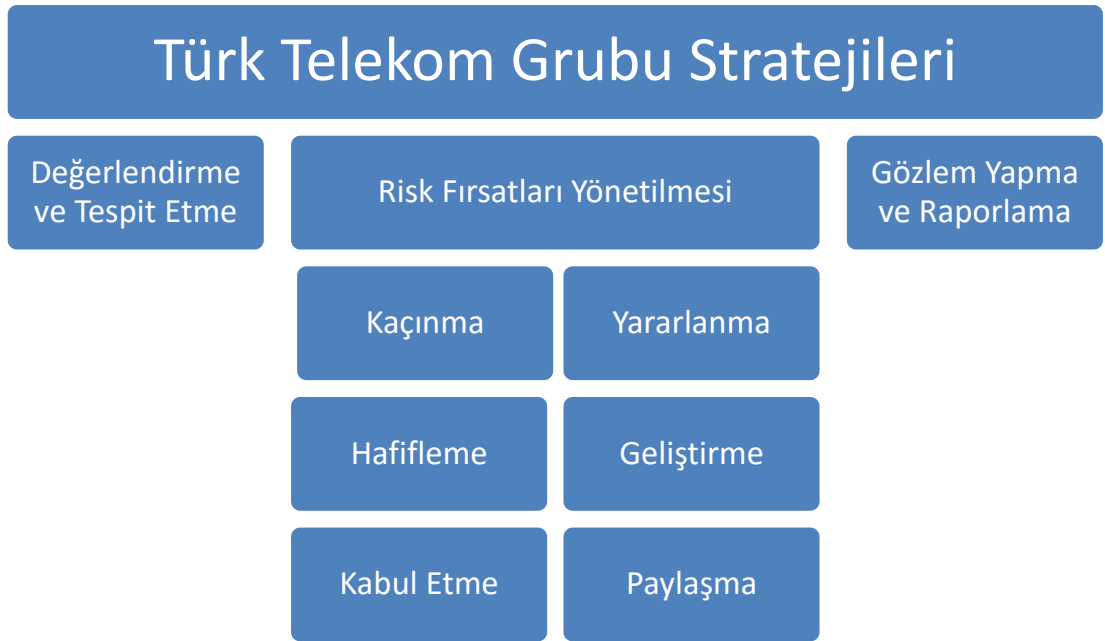 Türk Telekom Grubu Stratejileri
Değerlendirme
ve Tespit Etme
Risk Fırsatları Yönetilmesi
Gözlem Yapma
ve Raporlama
Kaçınma
Yararlanma
Hafifleme
Geliştirme
Kabul Etme
Paylaşma